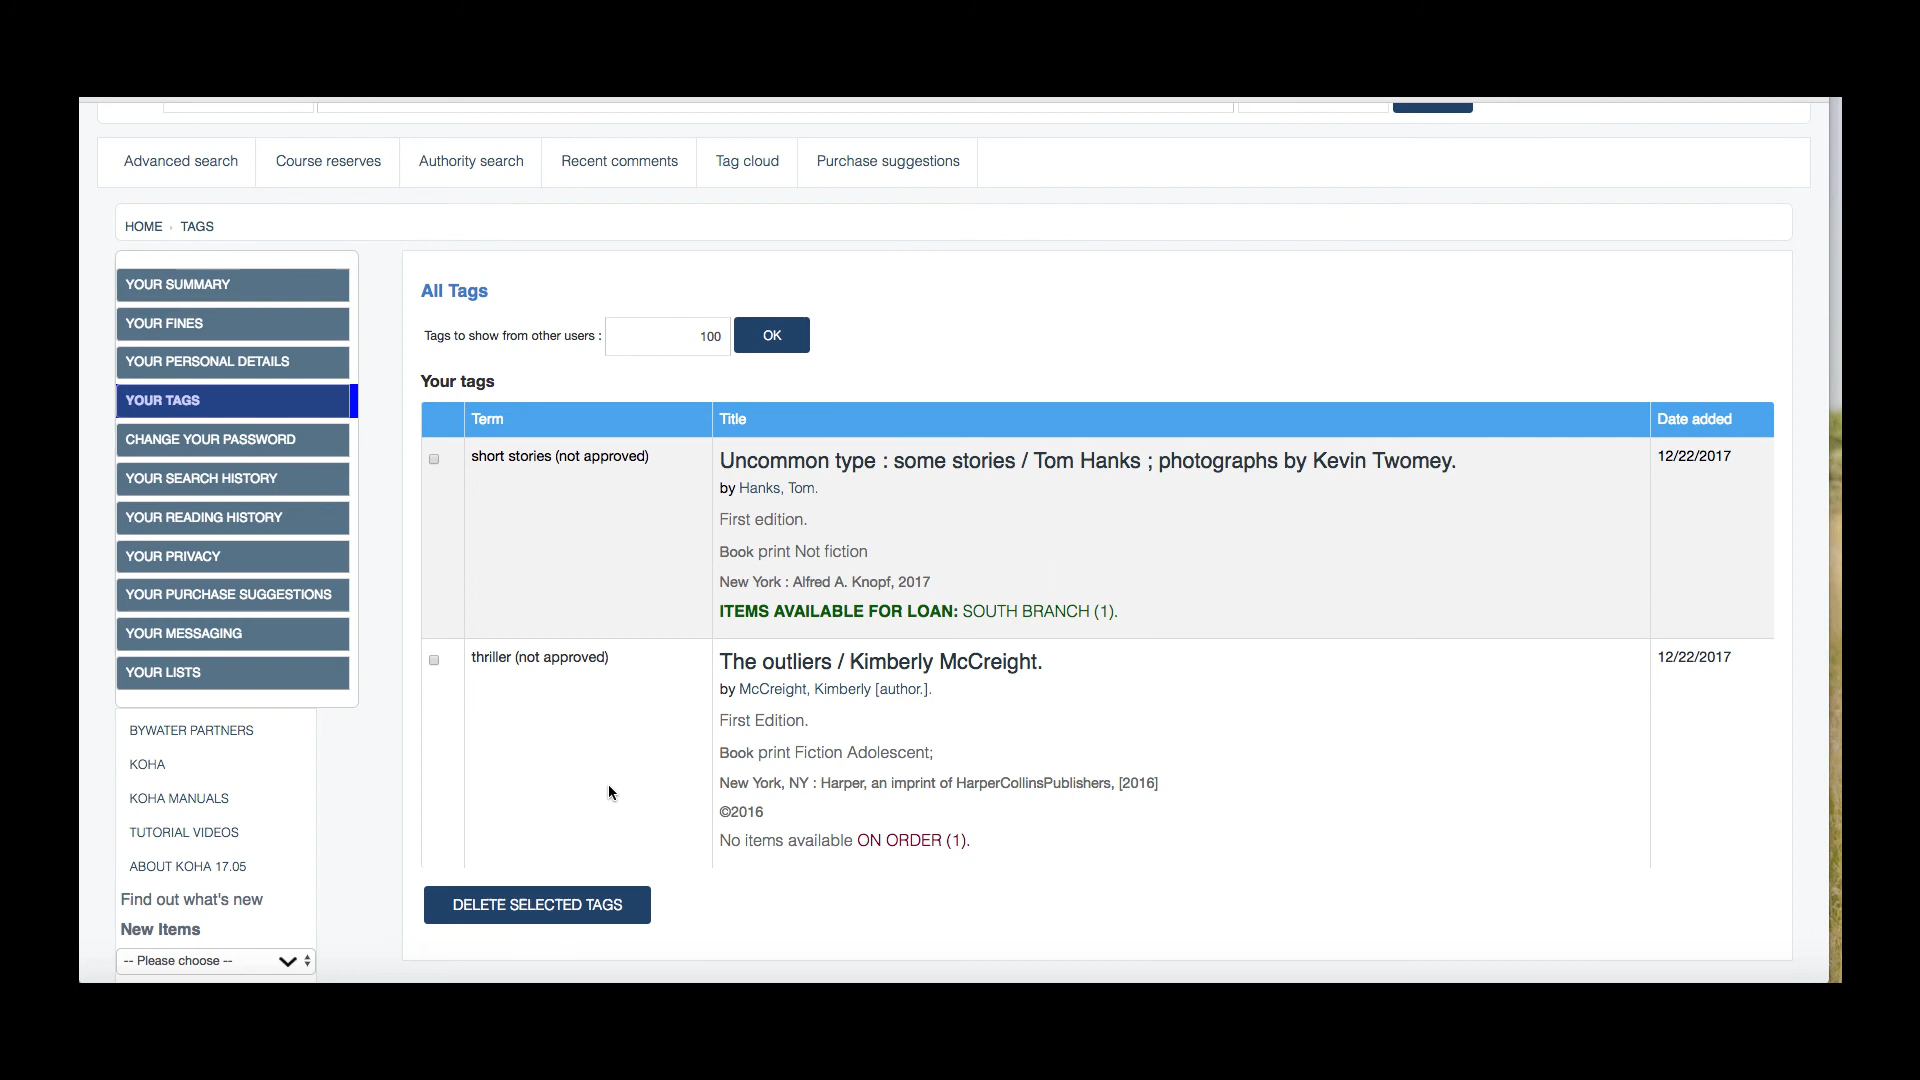 Advanced search
Course reserves
Authority search
Recent comments
Tag cloud
Purchase suggestions
HOME › TAGS
YOUR SUMMARY
YOUR FINES
YOUR PERSONAL DETAILS
YOUR TAGS
CHANGE YOUR PASSWORD
YOUR SEARCH HISTORY
YOUR READING HISTORY
YOUR PRIVACY
YOUR PURCHASE SUGGESTIONS
YOUR MESSAGING
YOUR LISTS
BYWATER PARTNERS
KOHA
KOHA MANUALS
TUTORIAL VIDEOS
ABOUT KOHA 17.05
Find out what's new
New Items
-- Please choose --
All Tags
Tags to show from other users : 100 OK
Your tags
Term Title Date added
short stories (not approved)
Uncommon type : some stories / Tom Hanks ; photographs by Kevin Twomey.
by Hanks, Tom.
First edition.
Book print Not fiction
New York : Alfred A. Knopf, 2017
ITEMS AVAILABLE FOR LOAN: SOUTH BRANCH (1).
12/22/2017
thriller (not approved)
The outliers / Kimberly McCreight.
by McCreight, Kimberly [author.].
First Edition.
Book print Fiction Adolescent;
New York, NY : Harper, an imprint of HarperCollinsPublishers, [2016]
©2016
No items available ON ORDER (1).
12/22/2017
DELETE SELECTED TAGS